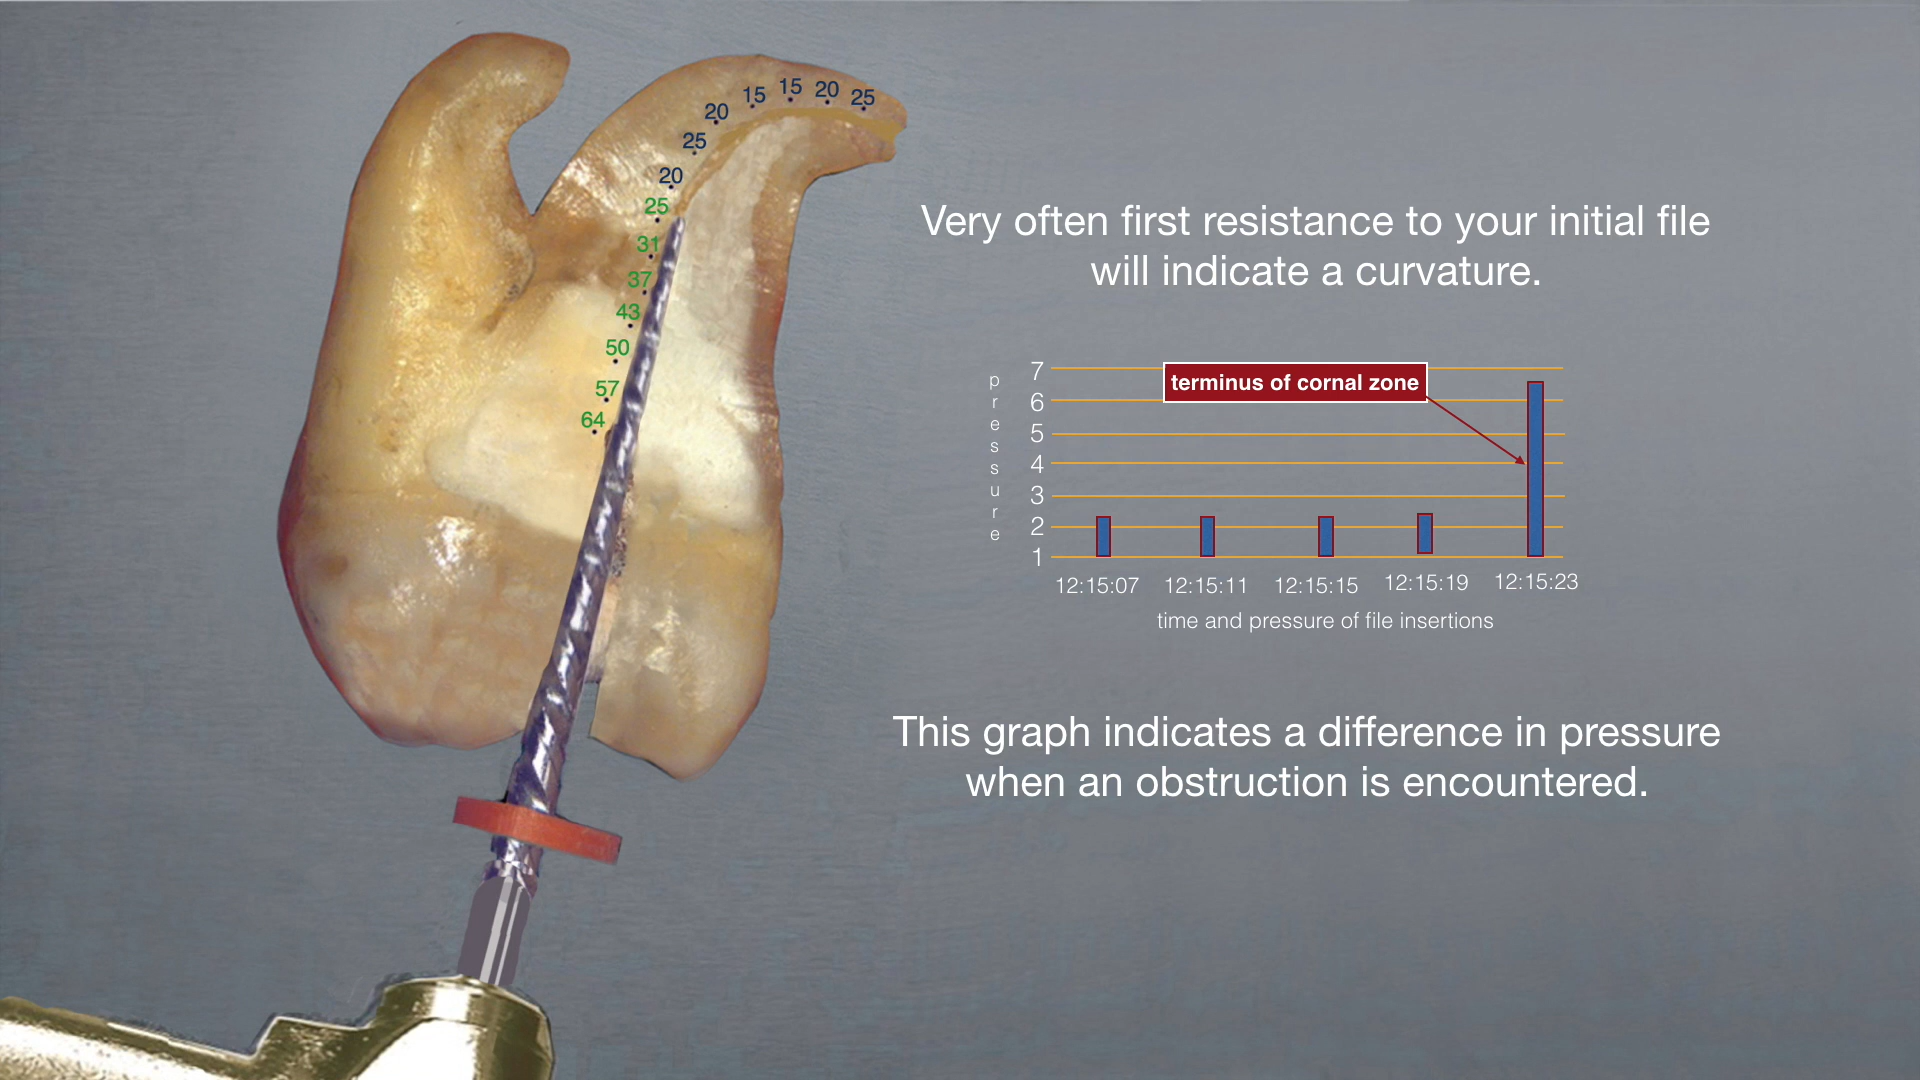 15 15 20 25
20
25
20
25
31
37
43
50
57
64
Very often first resistance to your initial file
will indicate a curvature.
pressure
7
6
5
4
3
2
1
terminus of cornal zone
12:15:07 12:15:11 12:15:15 12:15:19 12:15:23
time and pressure of file insertions
This graph indicates a difference in pressure
when an obstruction is encountered.